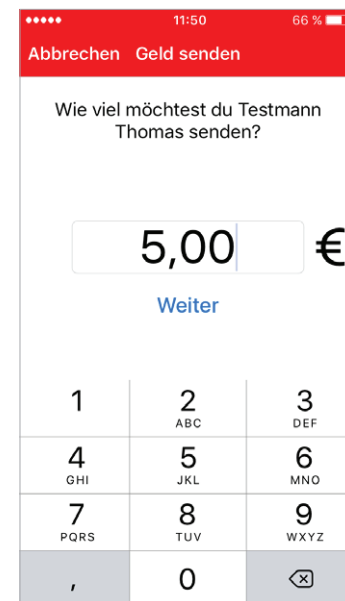 11:50 66 %
Abbrechen Geld senden
Wie viel möchtest du Testmann
Thomas senden?
5,00 €
Weiter
1 2 3
ABC DEF
4 5 6
GHI JKL MNO
7 8 9
PQRS TUV WXYZ
, 0